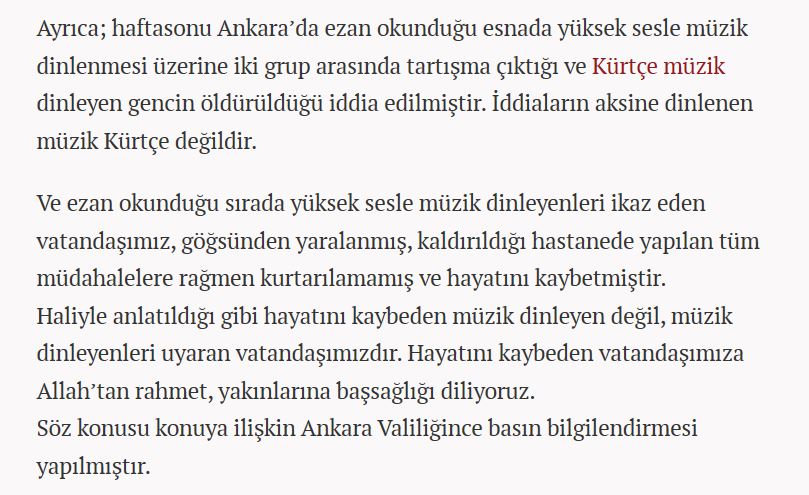 Ayrıca; haftasonu Ankara’da ezan okunduğu esnada yüksek sesle müzik
dinlenmesi üzerine iki grup arasında tartışma çıktığı ve Kürtçe müzik
dinleyen gencin öldürüldüğü iddia edilmiştir. İddiaların aksine dinlenen
müzik Kürtçe değildir.
Ve ezan okunduğu sırada yüksek sesle müzik dinleyenleri ikaz eden
vatandaşımız, göğsünden yaralanmış, kaldırıldığı hastanede yapılan tüm
müdahalelere rağmen kurtarılamamış ve hayatını kaybetmiştir.
Haliyle anlatıldığı gibi hayatını kaybeden müzik dinleyen değil, müzik
dinleyenleri uyaran vatandaşımızdır. Hayatını kaybeden vatandaşımıza
Allah’tan rahmet, yakınlarına başsağlığı diliyoruz.
Söz konusu konuya ilişkin Ankara Valiliğince basın bilgilendirmesi
yapılmıştır.